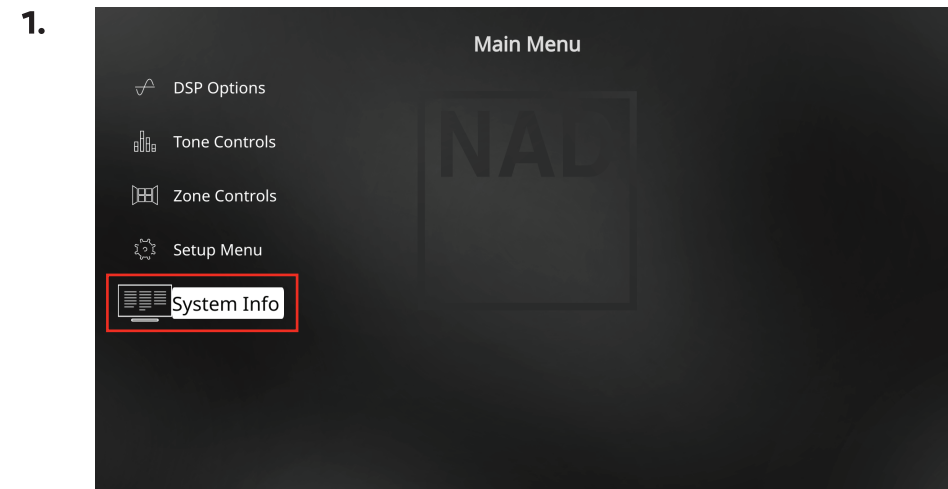 1.
Main Menu
DSP Options
Tone Controls
NAD
Zone Controls
Setup Menu
System Info